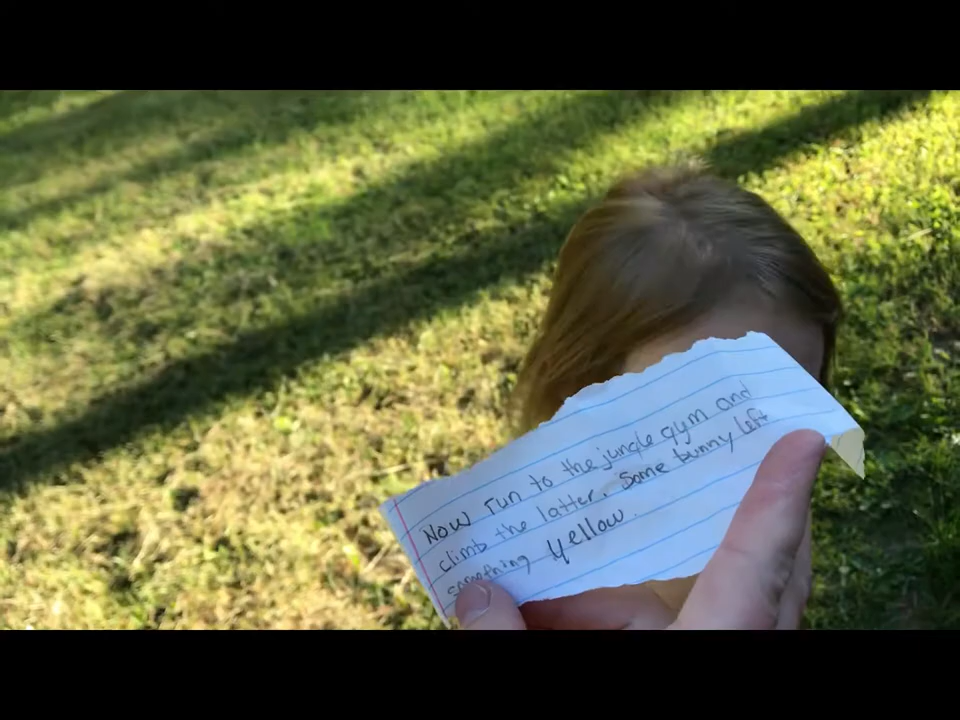 Now run to the jungle gym and
climb the latter. Some bunny left
something yellow.